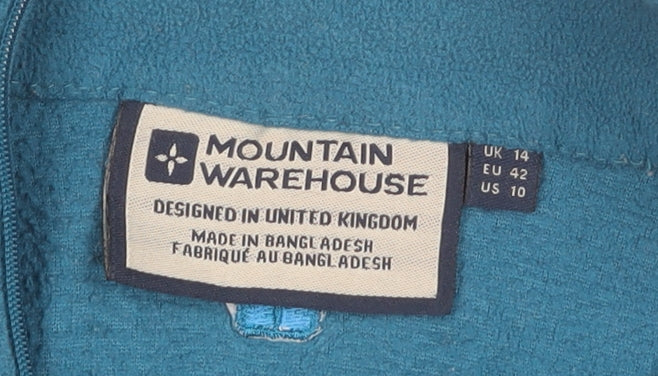 MOUNTAIN
WAREHOUSE
DESIGNED IN UNITED KINGDOM
MADE IN BANGLADESH
FABRIQUÉ AU BANGLADESH
UK 14
EU 42
US 10